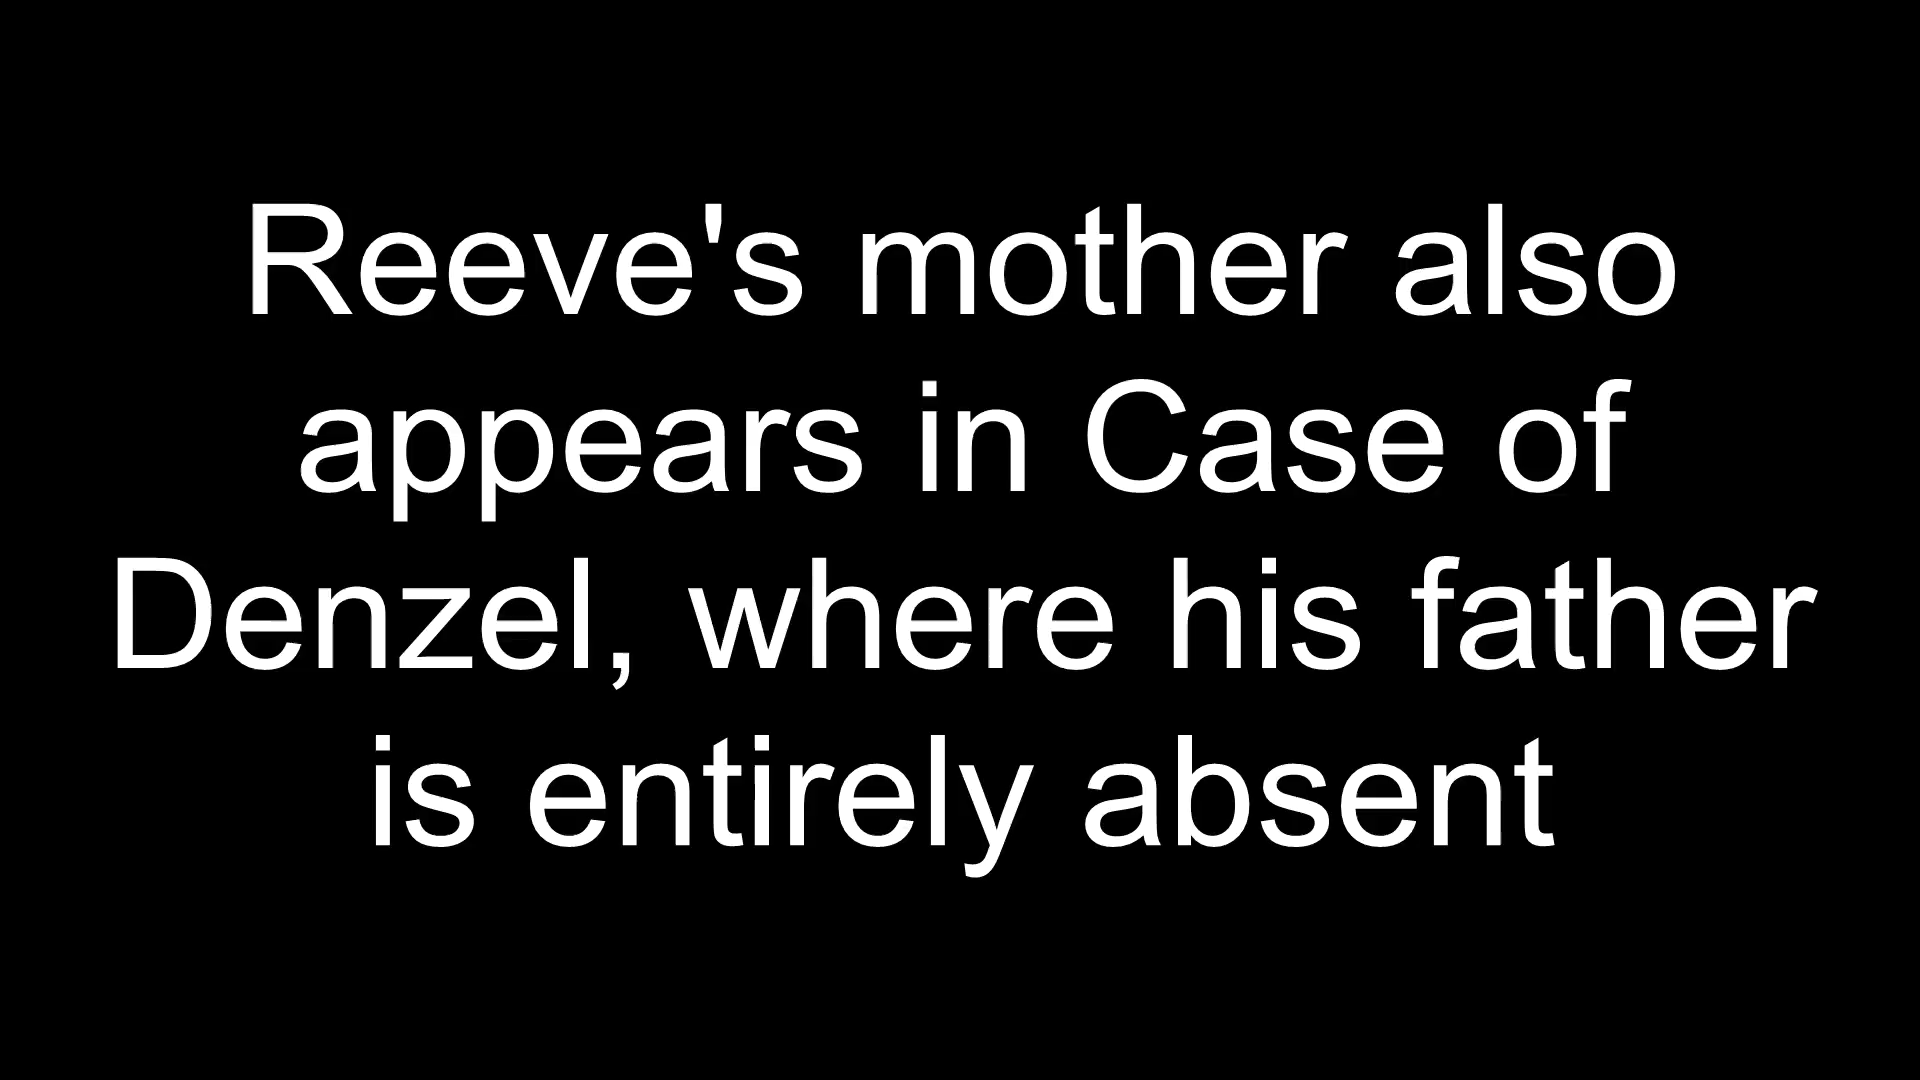 Reeve's mother also
appears in Case of
Denzel, where his father
is entirely absent